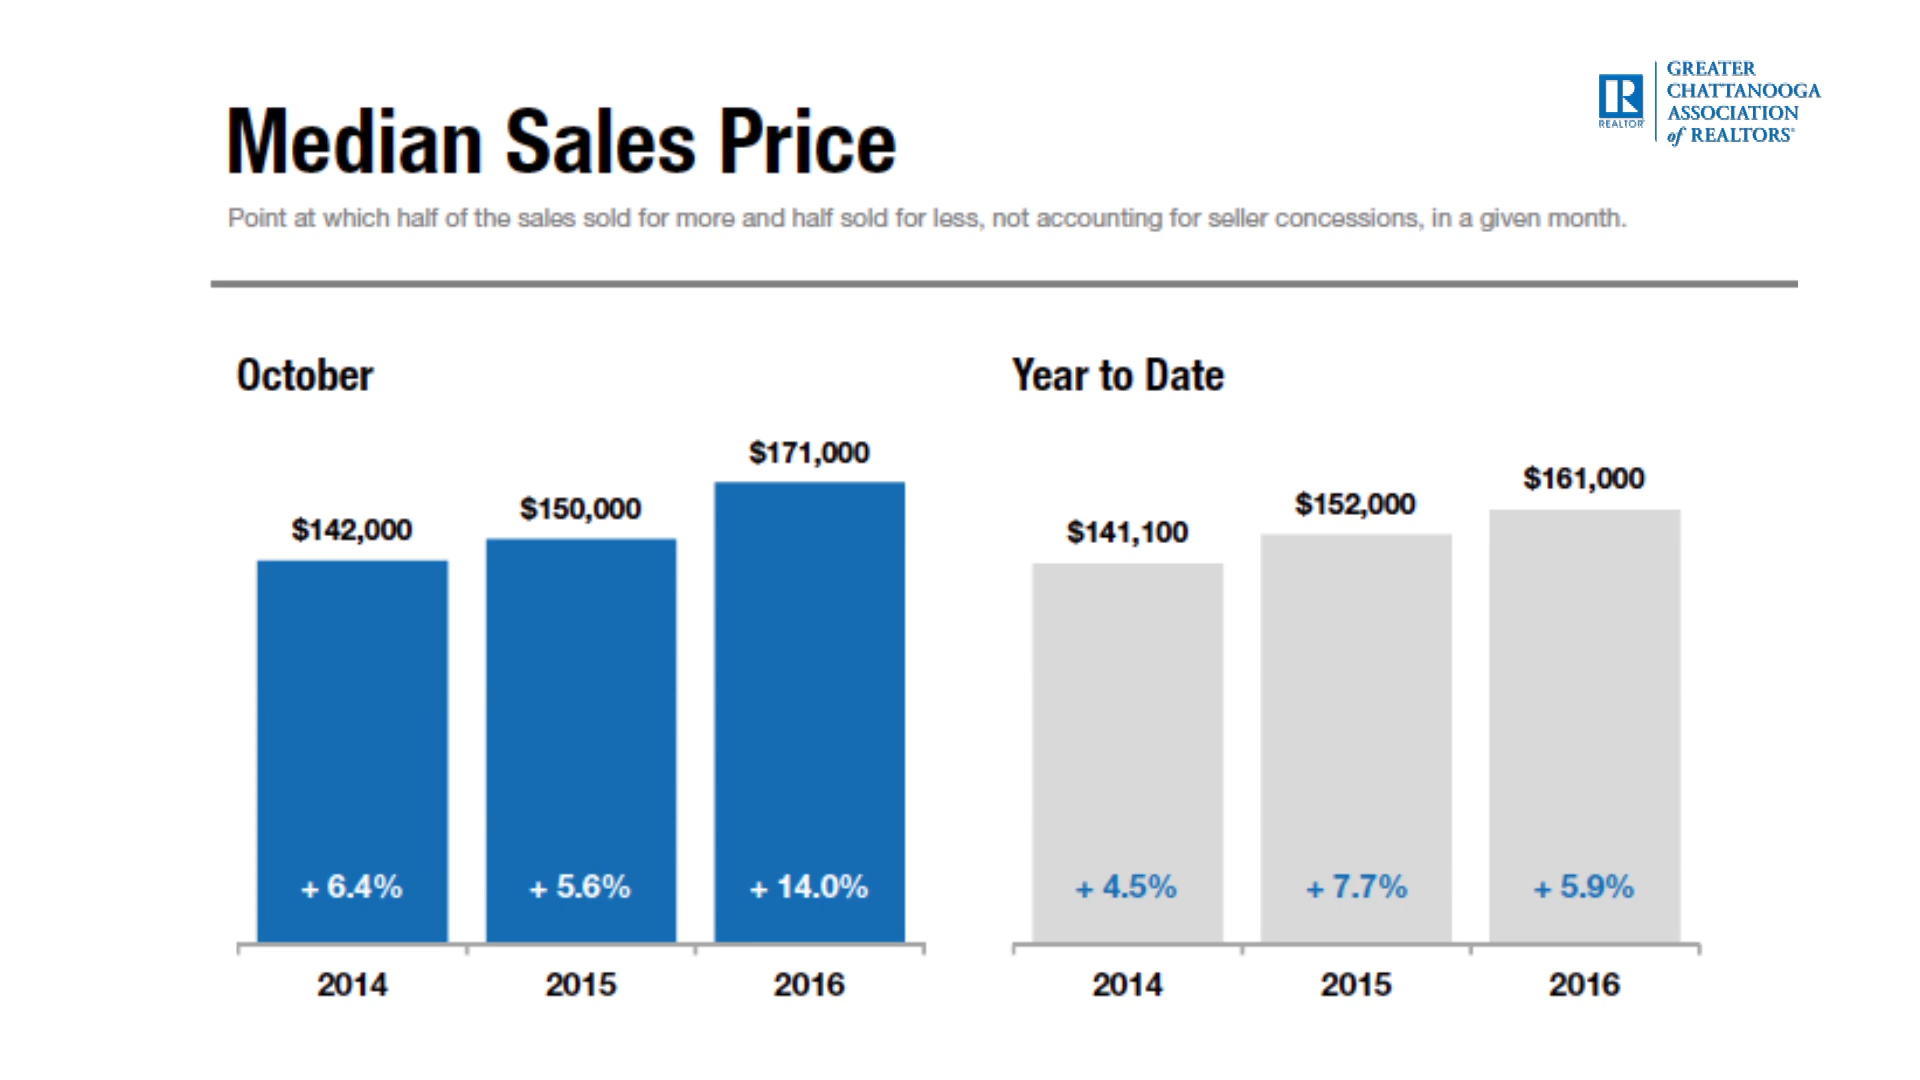 GREATER
CHATTANOOGA
ASSOCIATION
of REALTORS®
REALTOR®
Median Sales Price
Point at which half of the sales sold for more and half sold for less, not accounting for seller concessions, in a given month.
October
$142,000
$150,000
$171,000
+ 6.4%
+ 5.6%
+ 14.0%
2014
2015
2016
Year to Date
$141,100
$152,000
$161,000
+ 4.5%
+ 7.7%
+ 5.9%
2014
2015
2016